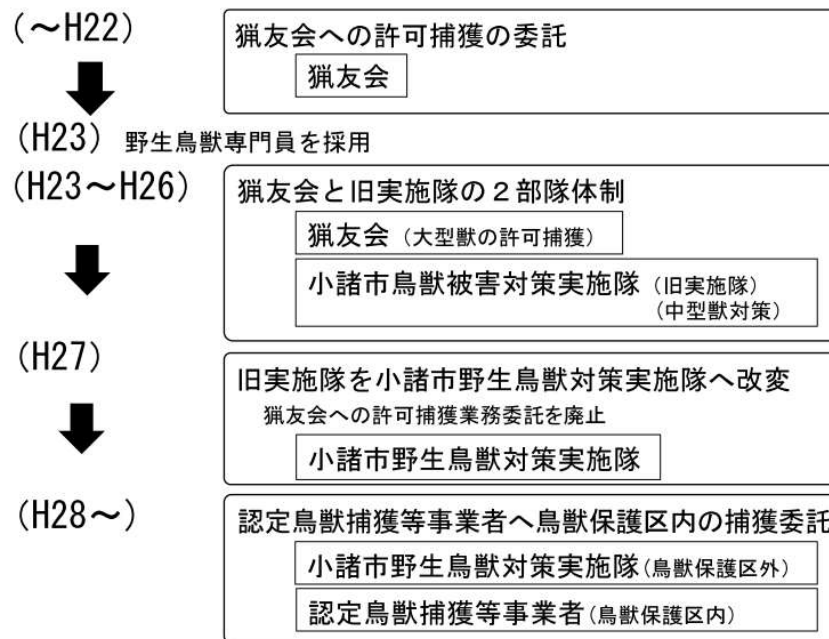 (～H22)
猟友会への許可捕獲の委託
猟友会
(H23) 野生鳥獣専門員を採用
(H23～H26)
猟友会と旧実施隊の２部隊体制
猟友会 (大型獣の許可捕獲)
小諸市鳥獣被害対策実施隊 (旧実施隊)
(中型獣対策)
(H27)
旧実施隊を小諸市野生鳥獣対策実施隊へ改変
猟友会への許可捕獲業務委託を廃止
小諸市野生鳥獣対策実施隊
(H28～)
認定鳥獣捕獲等事業者へ鳥獣保護区内の捕獲委託
小諸市野生鳥獣対策実施隊(鳥獣保護区外)
認定鳥獣捕獲等事業者(鳥獣保護区内)